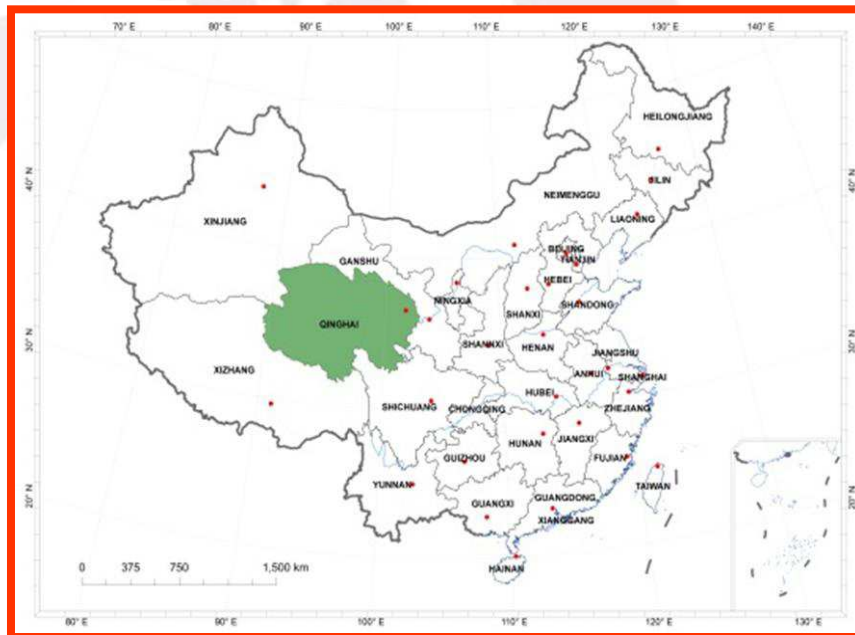 70° E 80° E 90° E 100° E 110° E 120° E 130° E 140° E
HEILONGJIANG
JILIN
NEIMENGGU
LIAONING
XINJIANG
BEIJING
TIANJIN
GANSHU
HEBEI
NINGXIA
SHANDONG
SHANXI
QINGHAI
SHANNXI
HENAN
JIANGSHU
XIZHANG
ANHUI
SHANGHAI
HUBEI
SHICHUANG
CHONGQING
ZHEJIANG
HUNAN
JIANGXI
GUIZHOU
FUJIAN
YUNNAN
TAIWAN
GUANGXI
GUANGDONG
XIANGGANG
HAINAN
40° N
30° N
20° N
40° N
30° N
20° N
0 375 750 1,500 km
80° E 90° E 100° E 110° E 120° E 130° E